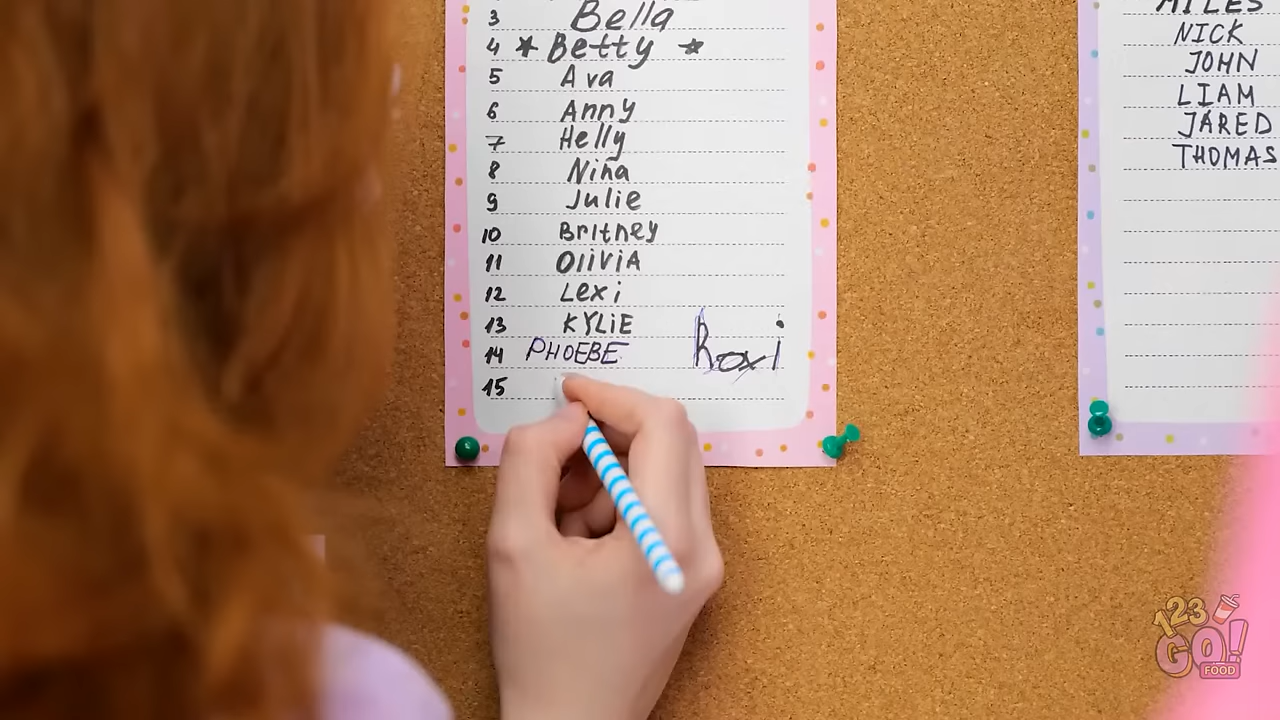 3 Bella
4 * Betty *
5 Ava
6 Anny
7 Helly
8 Nina
9 Julie
10 Britney
11 OliviA
12 Lexi
13 KYLiE
14 PHOEBE Roxi
15
MILES
NICK
JOHN
LIAM
JARED
THOMAS
123
GO!
FOOD